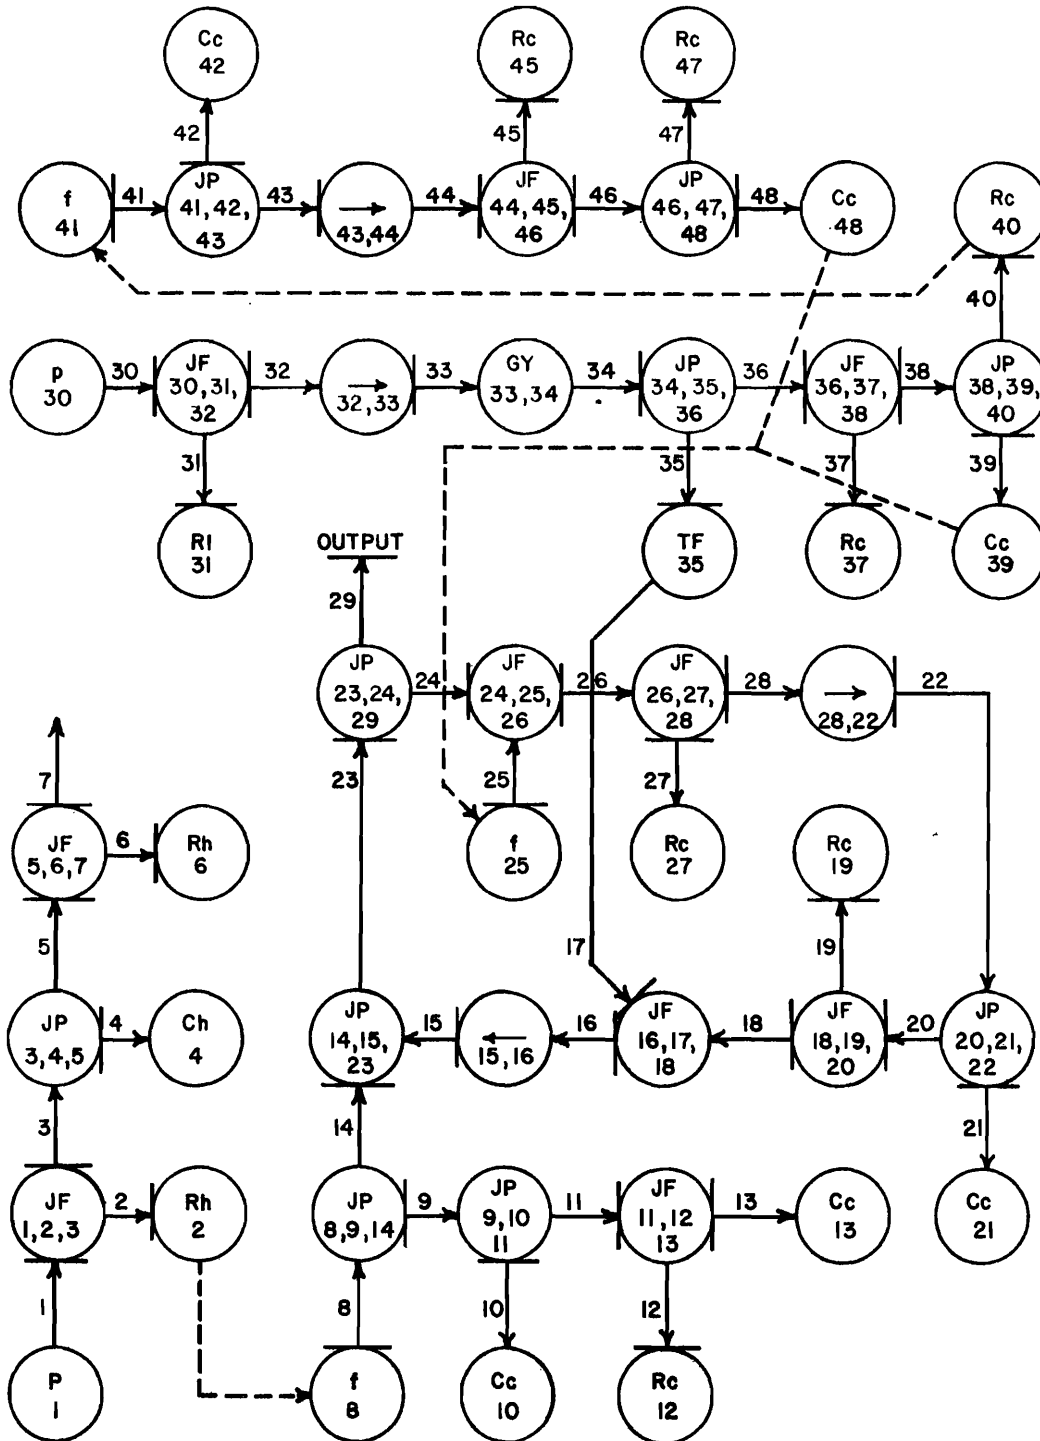 Cc
42
Rc
45
Rc
47
42
45
47
f
41
41
JP
41,42,
43
43
43,44
44
JF
44,45,
46
46
JP
46,47,
48
48
Cc
48
Rc
40
40
P
30
30
JF
30,31,
32
32
32,33
33
GY
33,34
34
JP
34,35,
36
36
JF
36,37,
38
38
JP
38,39,
40
31
35
37
39
RI
31
OUTPUT
TF
35
Rc
37
Cc
39
29
JP
23,24,
29
24
JF
24,25,
26
26
JF
26,27,
28
28
28,22
22
7
23
25
27
JF
5,6,7
6
Rh
6
f
25
Rc
27
Rc
19
5
17
19
JP
3,4,5
4
Ch
4
JP
14,15,
23
15
15,16
16
JF
16,17,
18
18
JF
18,19,
20
20
JP
20,21,
22
3
14
21
JF
1,2,3
2
Rh
2
JP
8,9,14
9
JP
9,10
11
11
JF
11,12
13
13
Cc
13
Cc
21
1
8
10
12
P
1
f
8
Cc
10
Rc
12